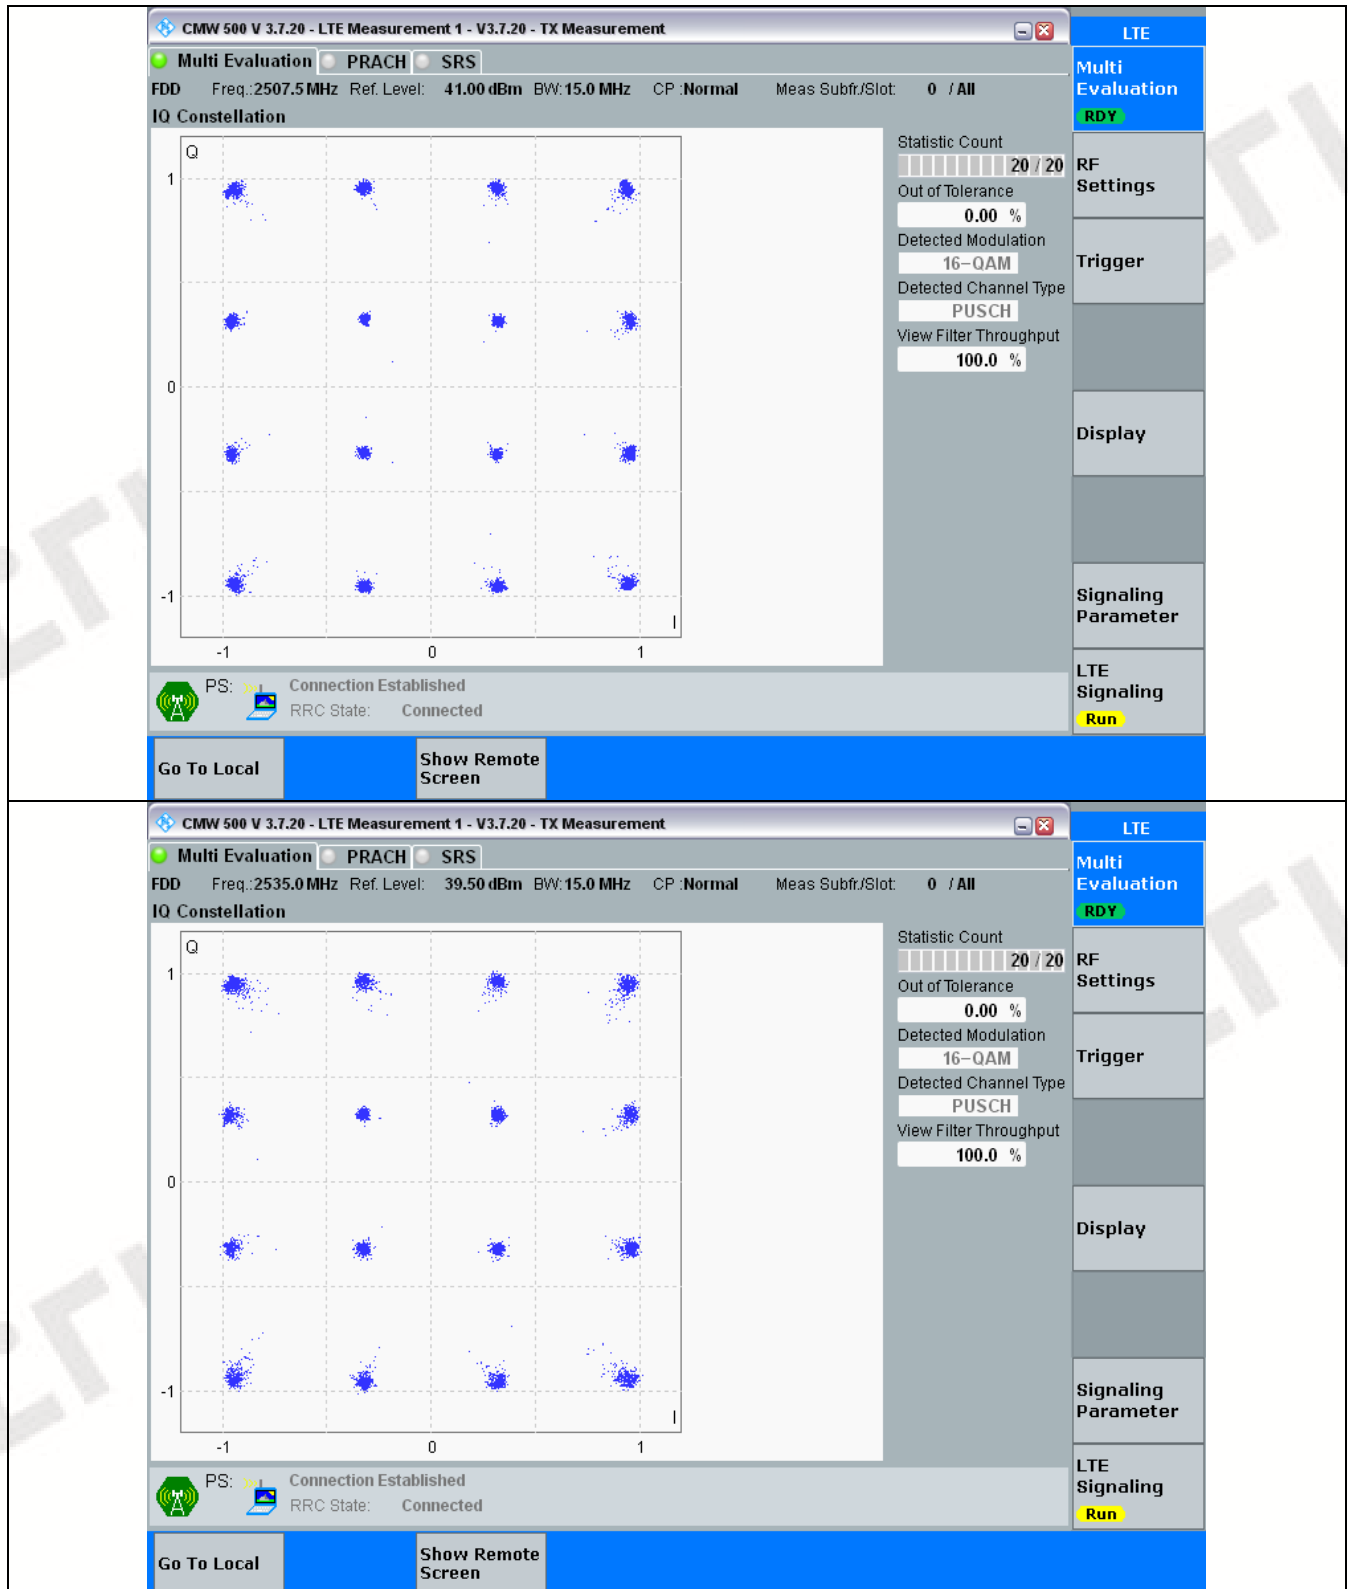 CMW 500 V 3.7.20 - LTE Measurement 1 - V3.7.20 - TX Measurement
LTE
Multi Evaluation PRACH SRS
FDD Freq.:2507.5 MHz Ref. Level: 41.00 dBm BW:15.0 MHz CP :Normal Meas Subfr./Slot: 0 / All
IQ Constellation
Q
1
0
-1
-1 0 1
I
Statistic Count
20 / 20
Out of Tolerance
0.00 %
Detected Modulation
16-QAM
Detected Channel Type
PUSCH
View Filter Throughput
100.0 %
Multi
Evaluation
RDY
RF
Settings
Trigger
Display
Signaling
Parameter
LTE
Signaling
Run
PS: Connection Established
RRC State: Connected
Go To Local
Show Remote
Screen
CMW 500 V 3.7.20 - LTE Measurement 1 - V3.7.20 - TX Measurement
LTE
Multi Evaluation PRACH SRS
FDD Freq.:2535.0 MHz Ref. Level: 39.50 dBm BW:15.0 MHz CP :Normal Meas Subfr./Slot: 0 / All
IQ Constellation
Q
1
0
-1
-1 0 1
I
Statistic Count
20 / 20
Out of Tolerance
0.00 %
Detected Modulation
16-QAM
Detected Channel Type
PUSCH
View Filter Throughput
100.0 %
Multi
Evaluation
RDY
RF
Settings
Trigger
Display
Signaling
Parameter
LTE
Signaling
Run
PS: Connection Established
RRC State: Connected
Go To Local
Show Remote
Screen